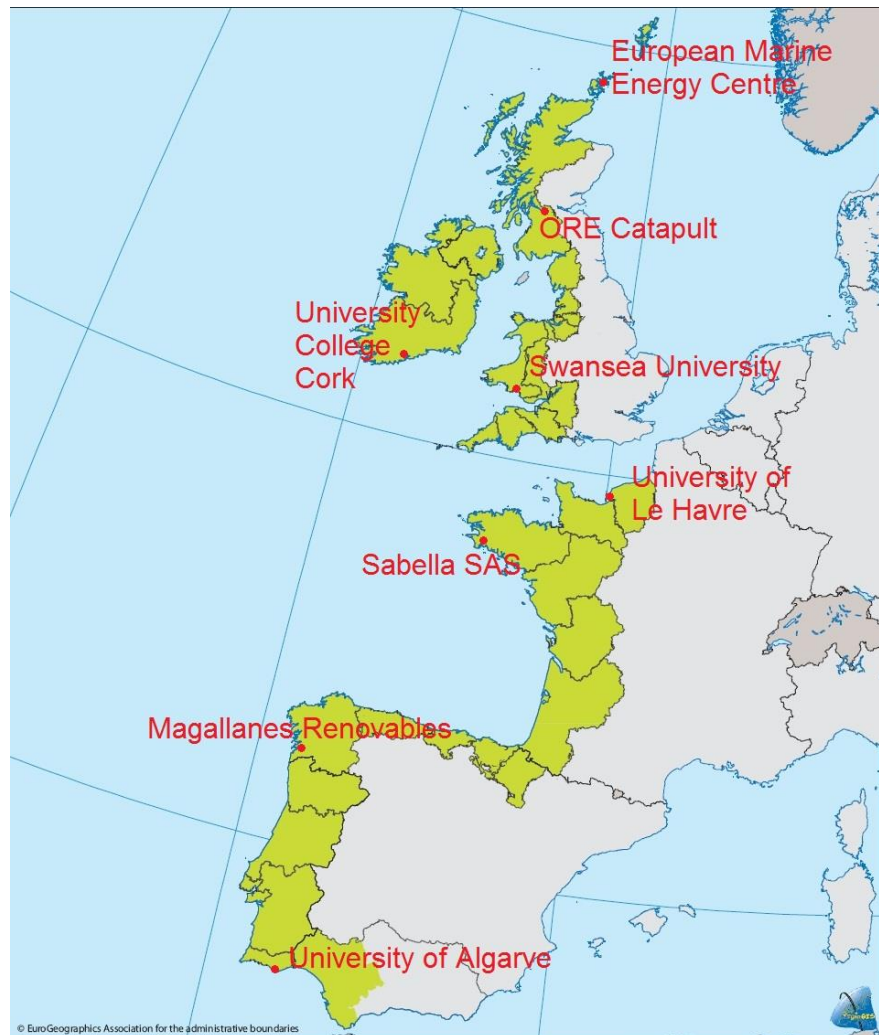 European Marine
Energy Centre
ORE Catapult
University
College
Cork
Swansea University
University of
Le Havre
Sabella SAS
Magallanes Renovables
University of Algarve
© EuroGeographics Association for the administrative boundaries